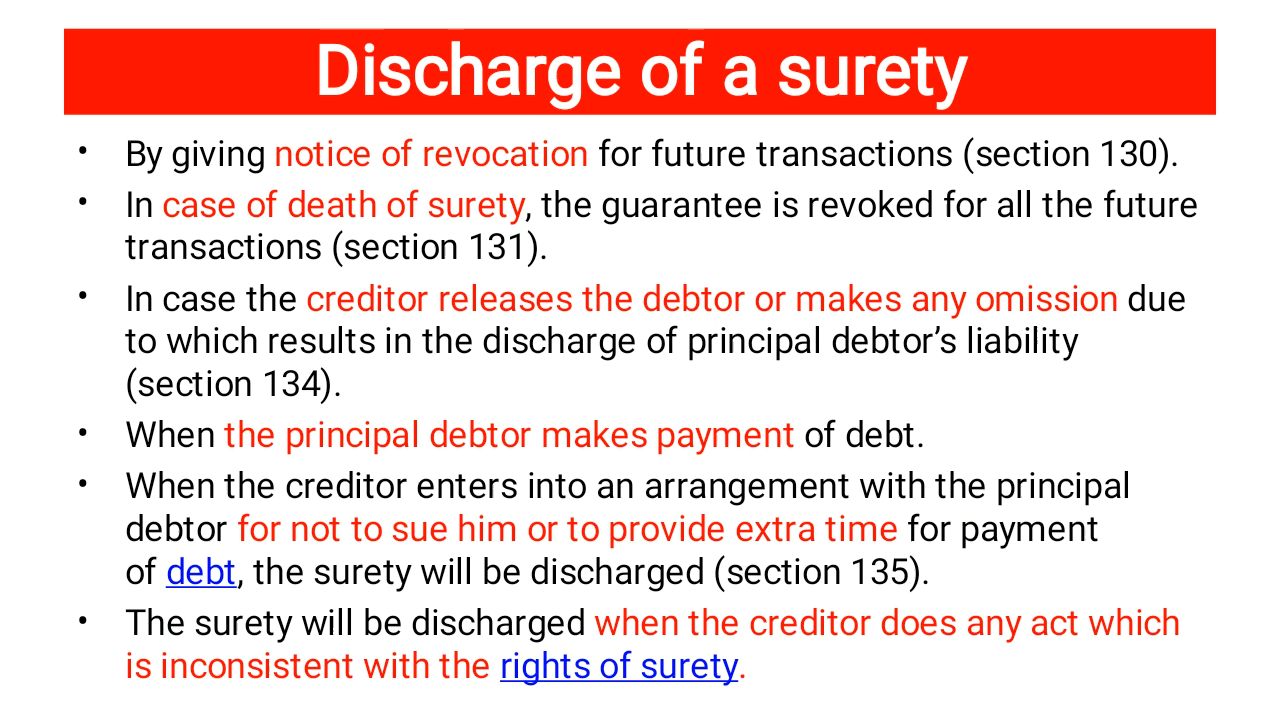 Discharge of a surety
• By giving notice of revocation for future transactions (section 130).
• In case of death of surety, the guarantee is revoked for all the future
transactions (section 131).
• In case the creditor releases the debtor or makes any omission due
to which results in the discharge of principal debtor’s liability
(section 134).
• When the principal debtor makes payment of debt.
• When the creditor enters into an arrangement with the principal
debtor for not to sue him or to provide extra time for payment
of debt, the surety will be discharged (section 135).
• The surety will be discharged when the creditor does any act which
is inconsistent with the rights of surety.